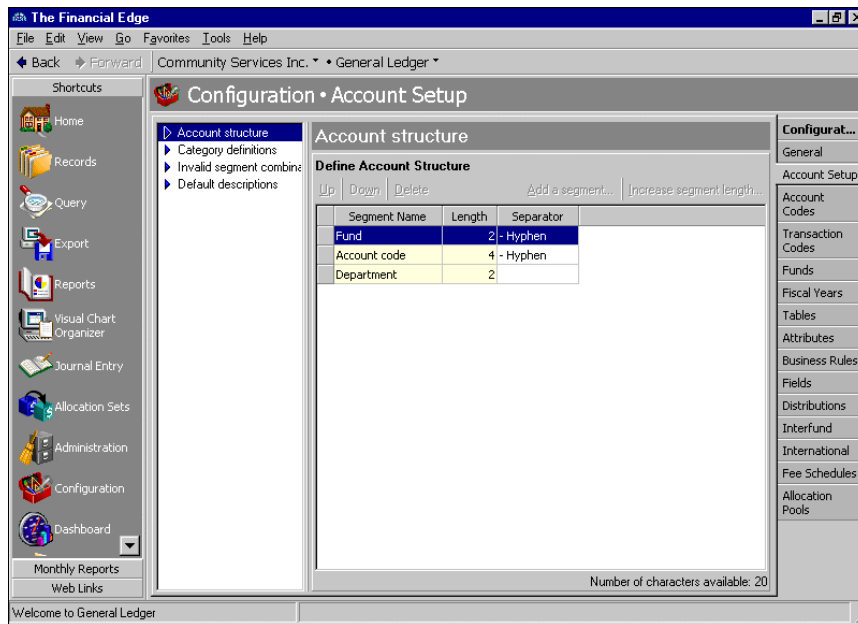 The Financial Edge
File Edit View Go Favorites Tools Help
Back Forward Community Services Inc. • General Ledger
Shortcuts
Home
Records
Query
Export
Reports
Visual Chart
Organizer
Journal Entry
Allocation Sets
Administration
Configuration
Dashboard
Monthly Reports
Web Links
Configuration • Account Setup
Account structure
Category definitions
Invalid segment combina
Default descriptions
Account structure
Define Account Structure
Up Down Delete Add a segment... Increase segment length...
Segment Name Length Separator
Fund 2 - Hyphen
Account code 4 - Hyphen
Department 2
Number of characters available: 20
Configurat...
General
Account Setup
Account
Codes
Transaction
Codes
Funds
Fiscal Years
Tables
Attributes
Business Rules
Fields
Distributions
Interfund
International
Fee Schedules
Allocation
Pools
Welcome to General Ledger